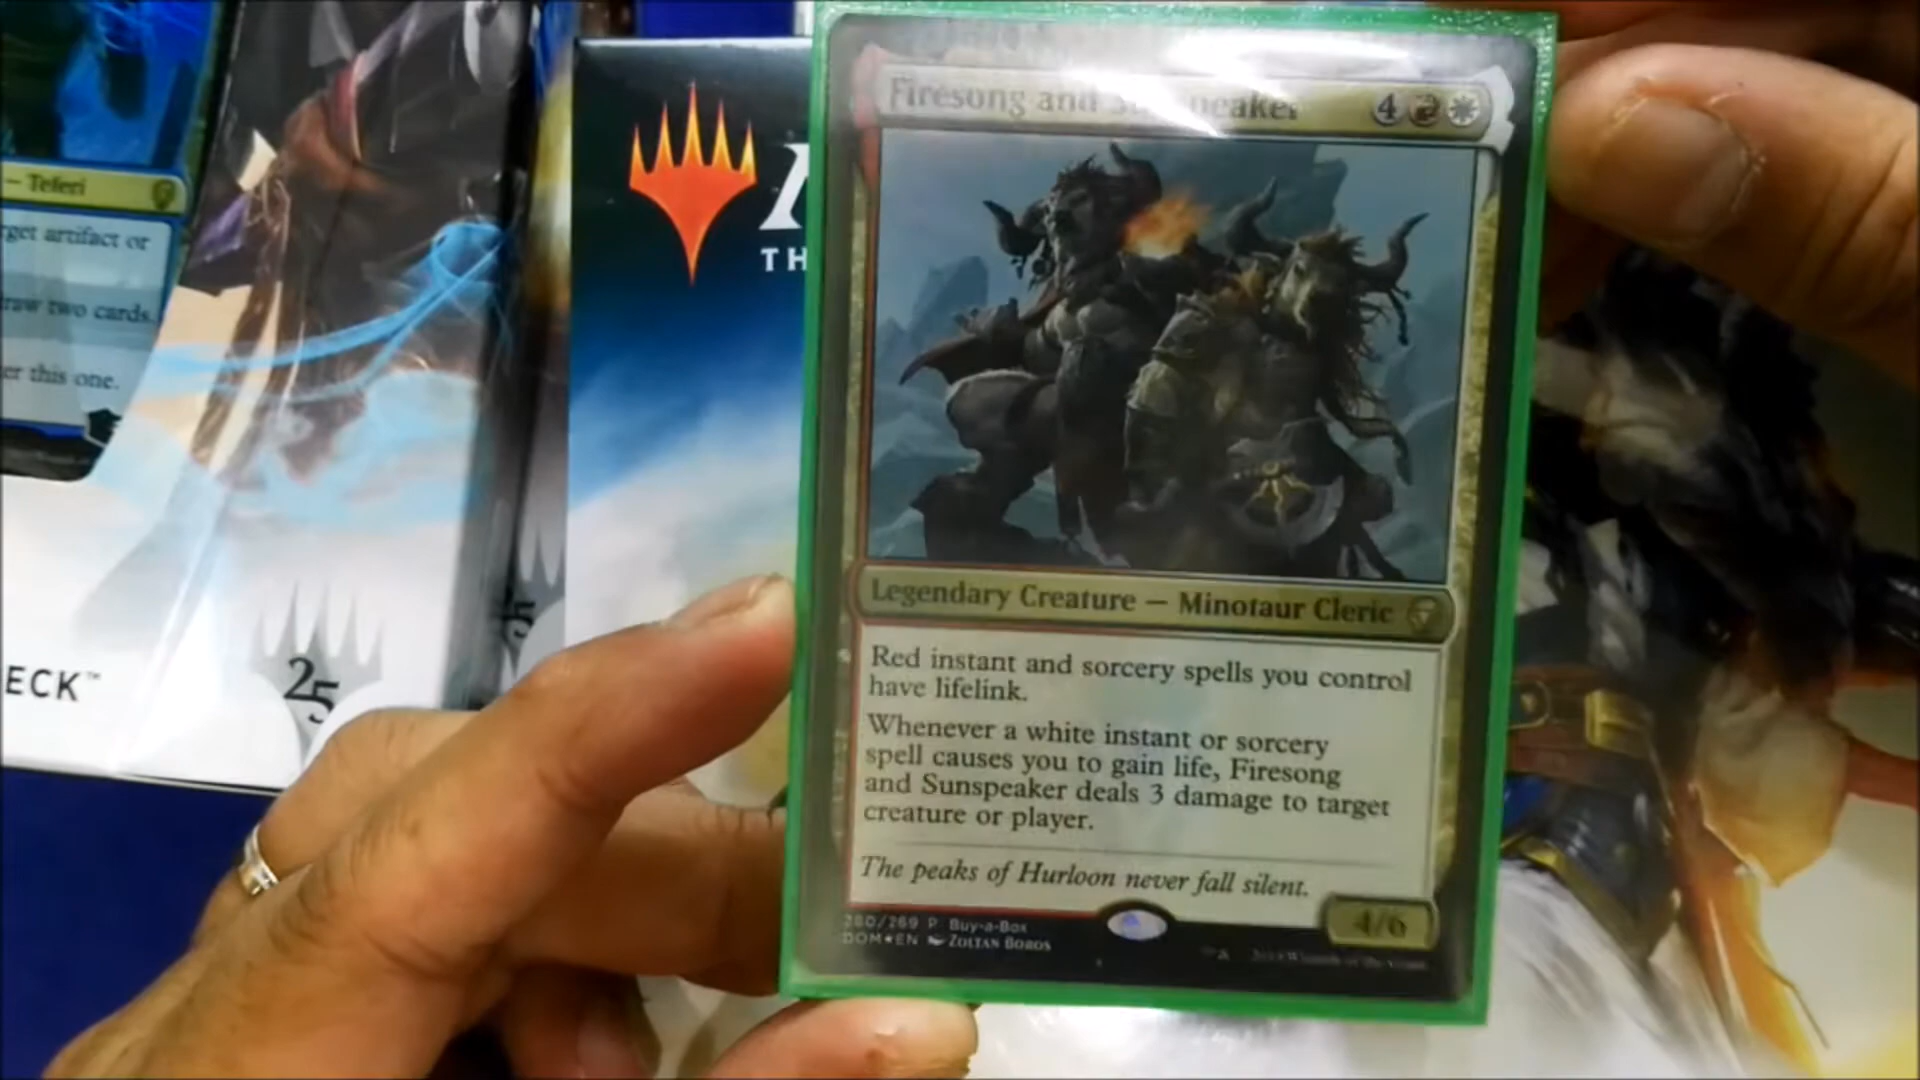 Firesong and
4
Legendary Creature — Minotaur Cleric
Red instant and sorcery spells you control
have lifelink.
Whenever a white instant or sorcery
spell causes you to gain life, Firesong
and Sunspeaker deals 3 damage to target
creature or player.
The peaks of Hurloon never fall silent.
4/6
280/269 P Buy-a-Box
DOM★EN ZOLTAN BOROS
— Teferi
rget artifact or
raw two cards.
er this one.
ECK™
25
TH